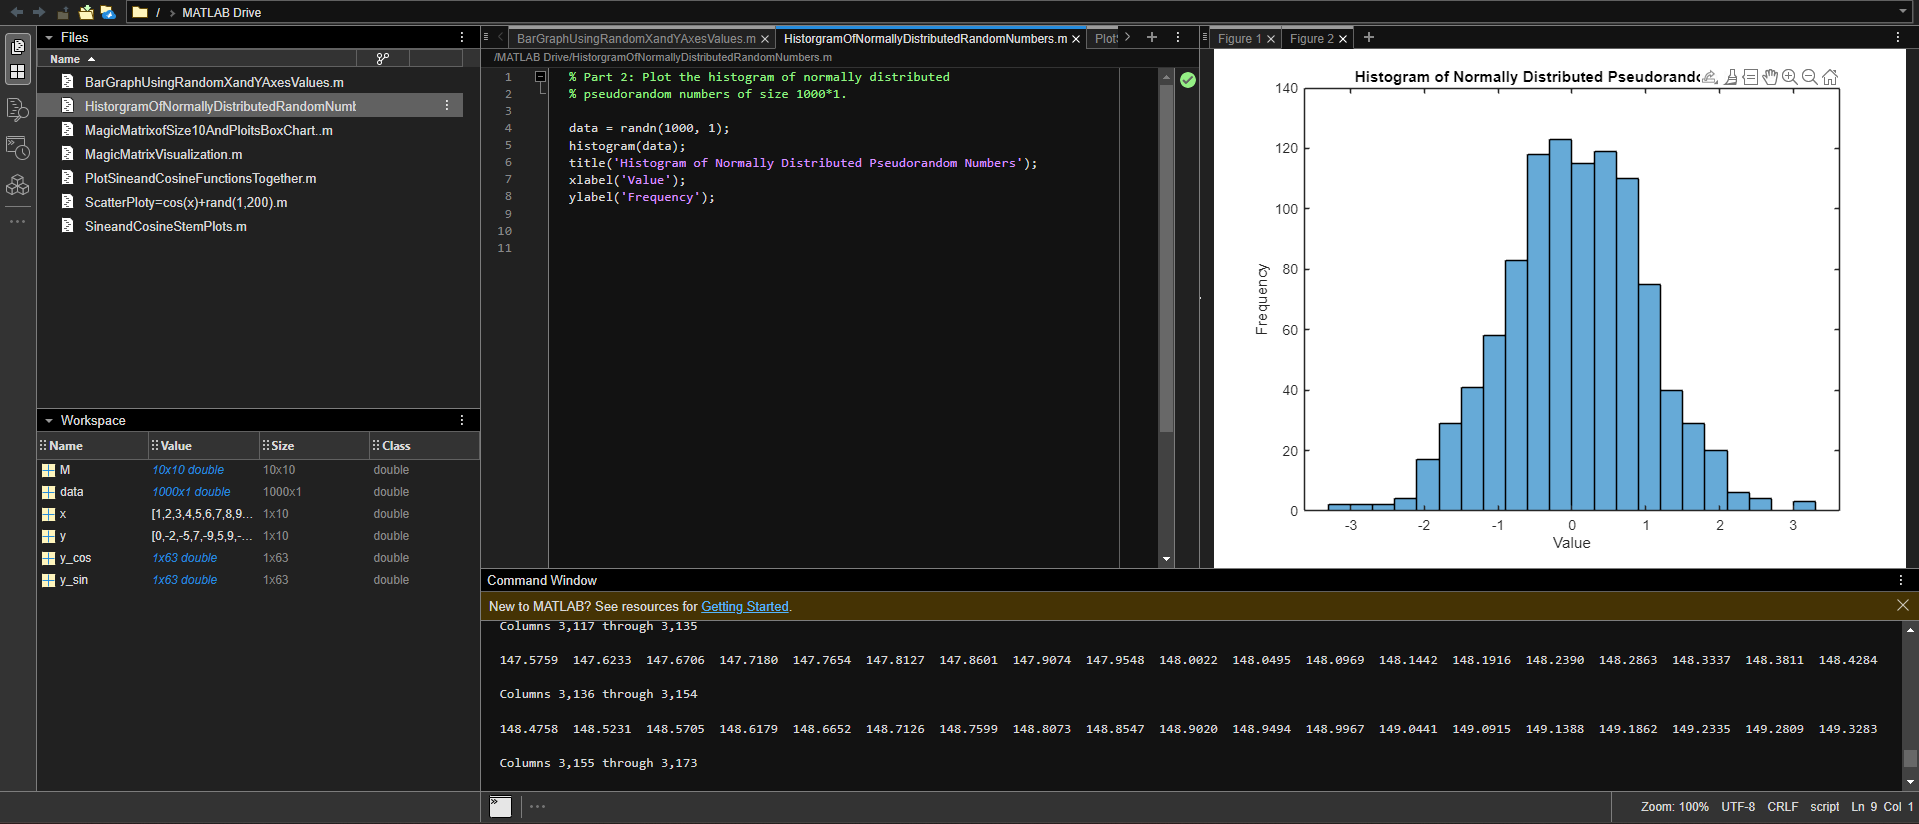 / MATLAB Drive
Files
Name
BarGraphUsingRandomXandYAxesValues.m
HistorgramOfNormallyDistributedRandomNumb
MagicMatrixofSize10AndPloitsBoxChart..m
MagicMatrixVisualization.m
PlotSineandCosineFunctionsTogether.m
ScatterPloty=cos(x)+rand(1,200).m
SineandCosineStemPlots.m
Workspace
Name Value Size Class
M 10x10 double 10x10 double
data 1000x1 double 1000x1 double
x [1,2,3,4,5,6,7,8,9... 1x10 double
y [0,-2,-5,7,-9,5,9,-... 1x10 double
y_cos 1x63 double 1x63 double
y_sin 1x63 double 1x63 double
BarGraphUsingRandomXandYAxesValues.m HistorgramOfNormallyDistributedRandomNumbers.m PlotS
/MATLAB Drive/HistorgramOfNormallyDistributedRandomNumbers.m
1 % Part 2: Plot the histogram of normally distributed
2 % pseudorandom numbers of size 1000*1.
3
4 data = randn(1000, 1);
5 histogram(data);
6 title('Histogram of Normally Distributed Pseudorandom Numbers');
7 xlabel('Value');
8 ylabel('Frequency');
9
10
11
Figure 1 Figure 2
Histogram of Normally Distributed Pseudorando
140
120
100
80
60
40
20
0
Frequency
-3 -2 -1 0 1 2 3
Value
Command Window
New to MATLAB? See resources for Getting Started.
Columns 3,117 through 3,135
147.5759 147.6233 147.6706 147.7180 147.7654 147.8127 147.8601 147.9074 147.9548 148.0022 148.0495 148.0969 148.1442 148.1916 148.2390 148.2863 148.3337 148.3811 148.4284
Columns 3,136 through 3,154
148.4758 148.5231 148.5705 148.6179 148.6652 148.7126 148.7599 148.8073 148.8547 148.9020 148.9494 148.9967 149.0441 149.0915 149.1388 149.1862 149.2335 149.2809 149.3283
Columns 3,155 through 3,173
Zoom: 100% UTF-8 CRLF script Ln 9 Col 1